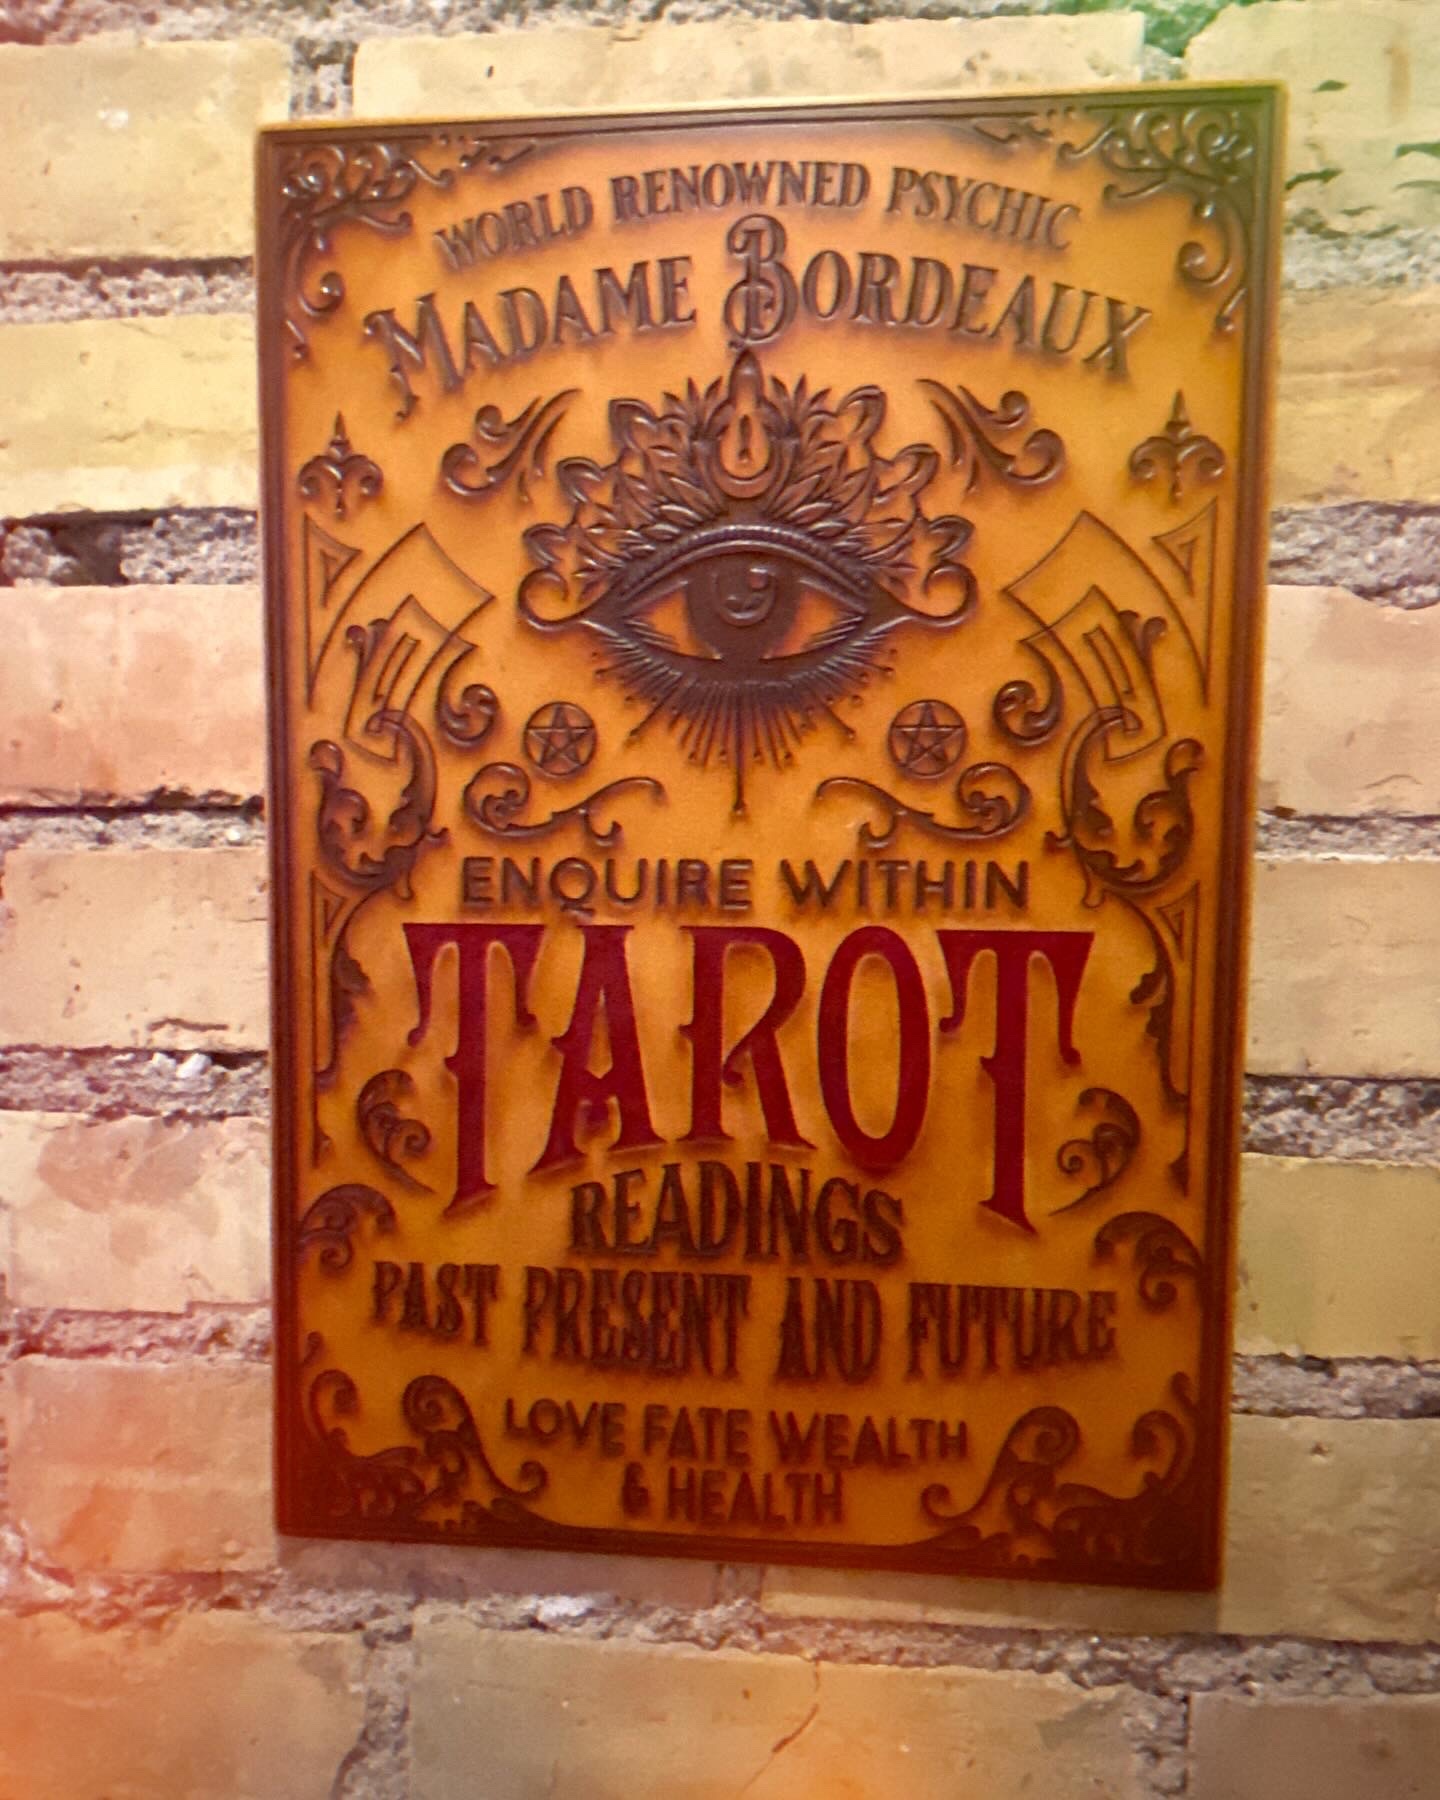 WORLD RENOWNED PSYCHIC
MADAME BORDEAUX
ENQUIRE WITHIN
TAROT
READINGS
PAST PRESENT AND FUTURE
LOVE FATE WEALTH
& HEALTH